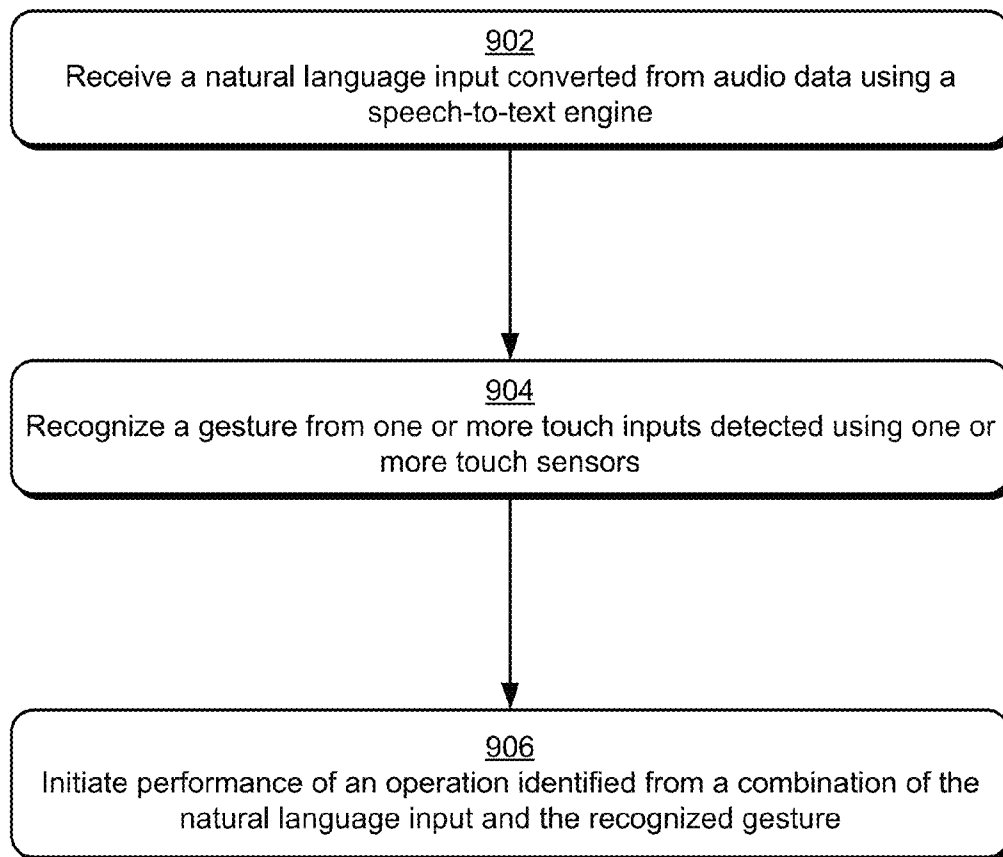 902
Receive a natural language input converted from audio data using a
speech-to-text engine
904
Recognize a gesture from one or more touch inputs detected using one or
more touch sensors
906
Initiate performance of an operation identified from a combination of the
natural language input and the recognized gesture